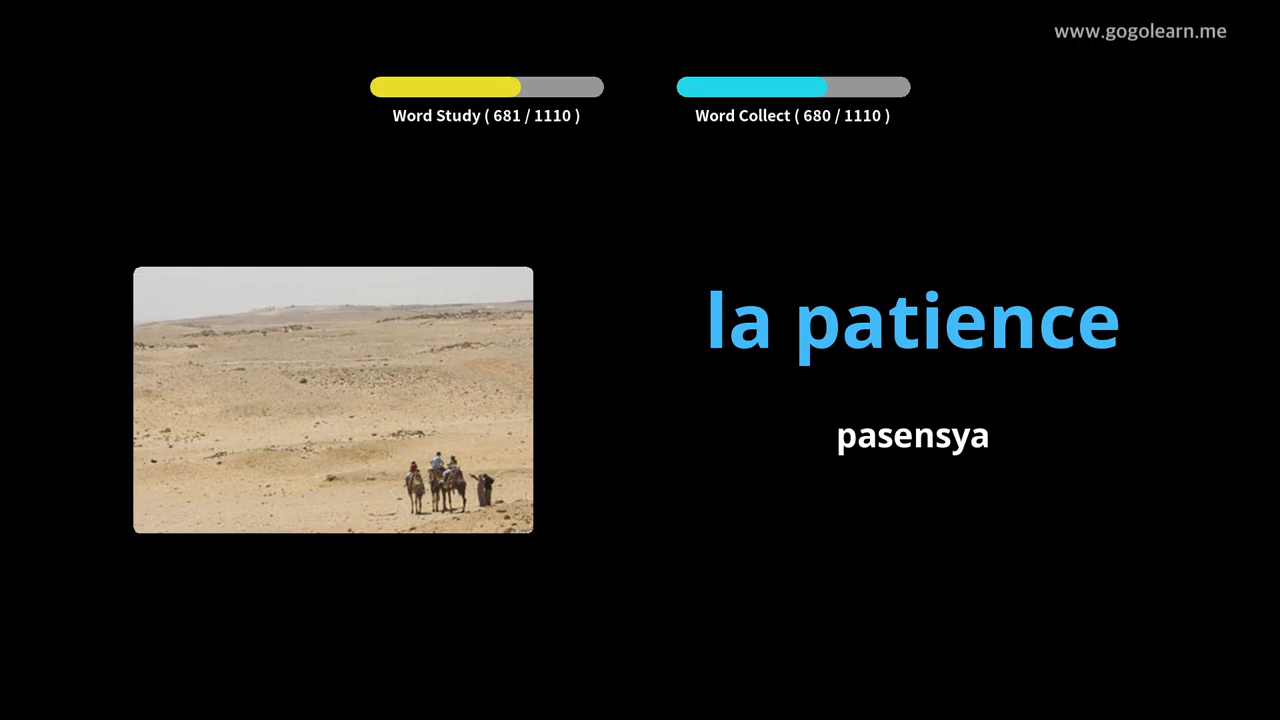 www.gogolearn.me
Word Study ( 681 / 1110 )
Word Collect ( 680 / 1110 )
la patience
pasensya